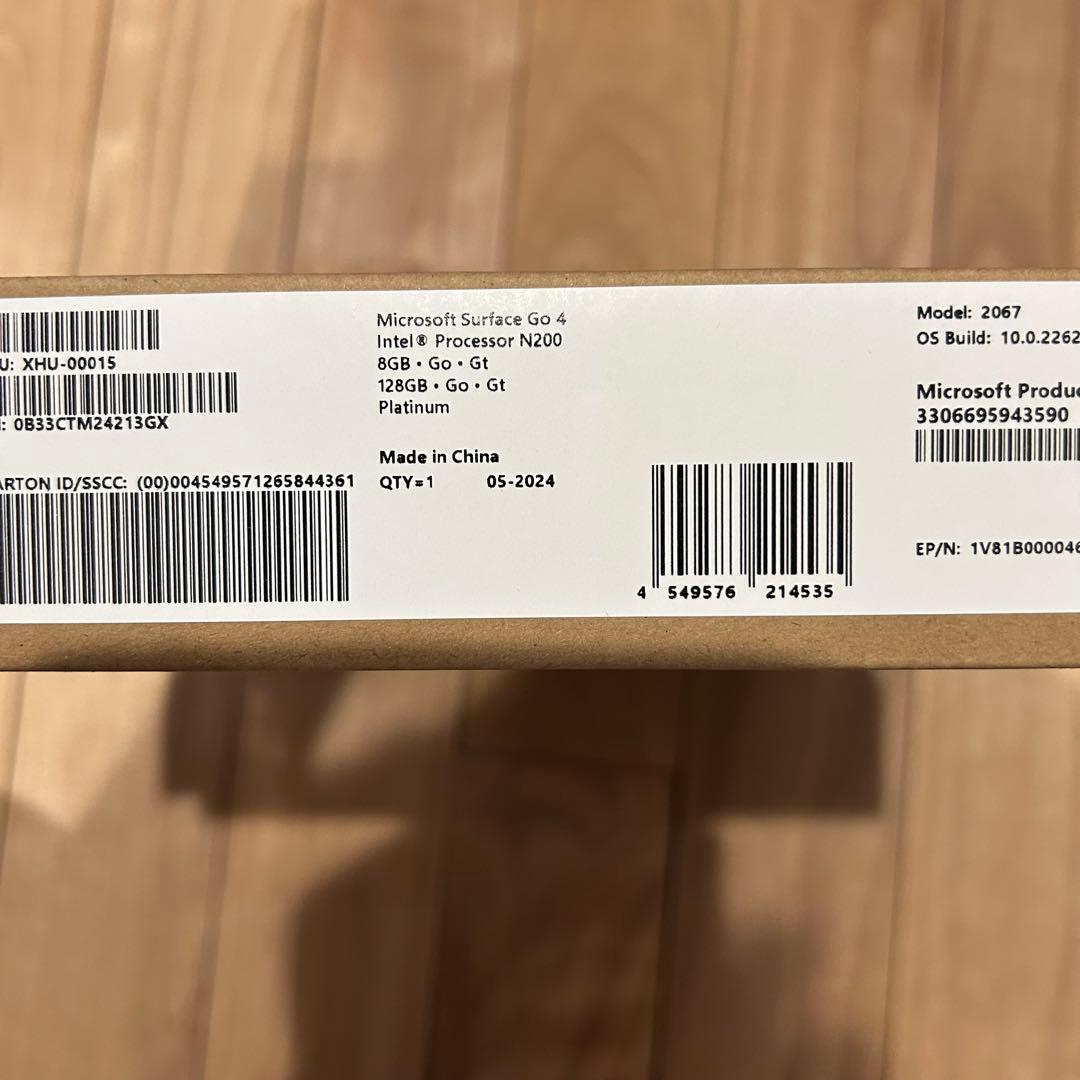 U: XHU-00015
: 0B33CTM24213GX
ARTON ID/SSCC: (00)004549571265844361
Microsoft Surface Go 4
Intel® Processor N200
8GB • Go • Gt
128GB • Go • Gt
Platinum
Made in China
QTY=1 05-2024
4 549576 214535
Model: 2067
OS Build: 10.0.2262
Microsoft Produc
3306695943590
EP/N: 1V81B000046